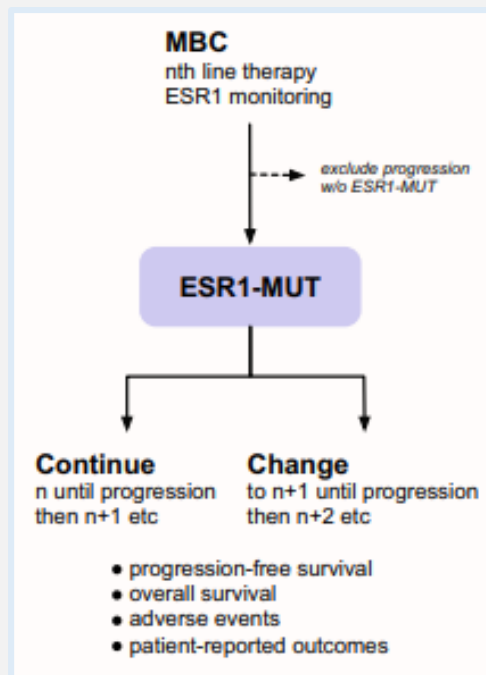 MBC
nth line therapy
ESR1 monitoring
exclude progression
w/o ESR1-MUT
ESR1-MUT
Continue
n until progression
then n+1 etc
Change
to n+1 until progression
then n+2 etc
● progression-free survival
● overall survival
● adverse events
● patient-reported outcomes